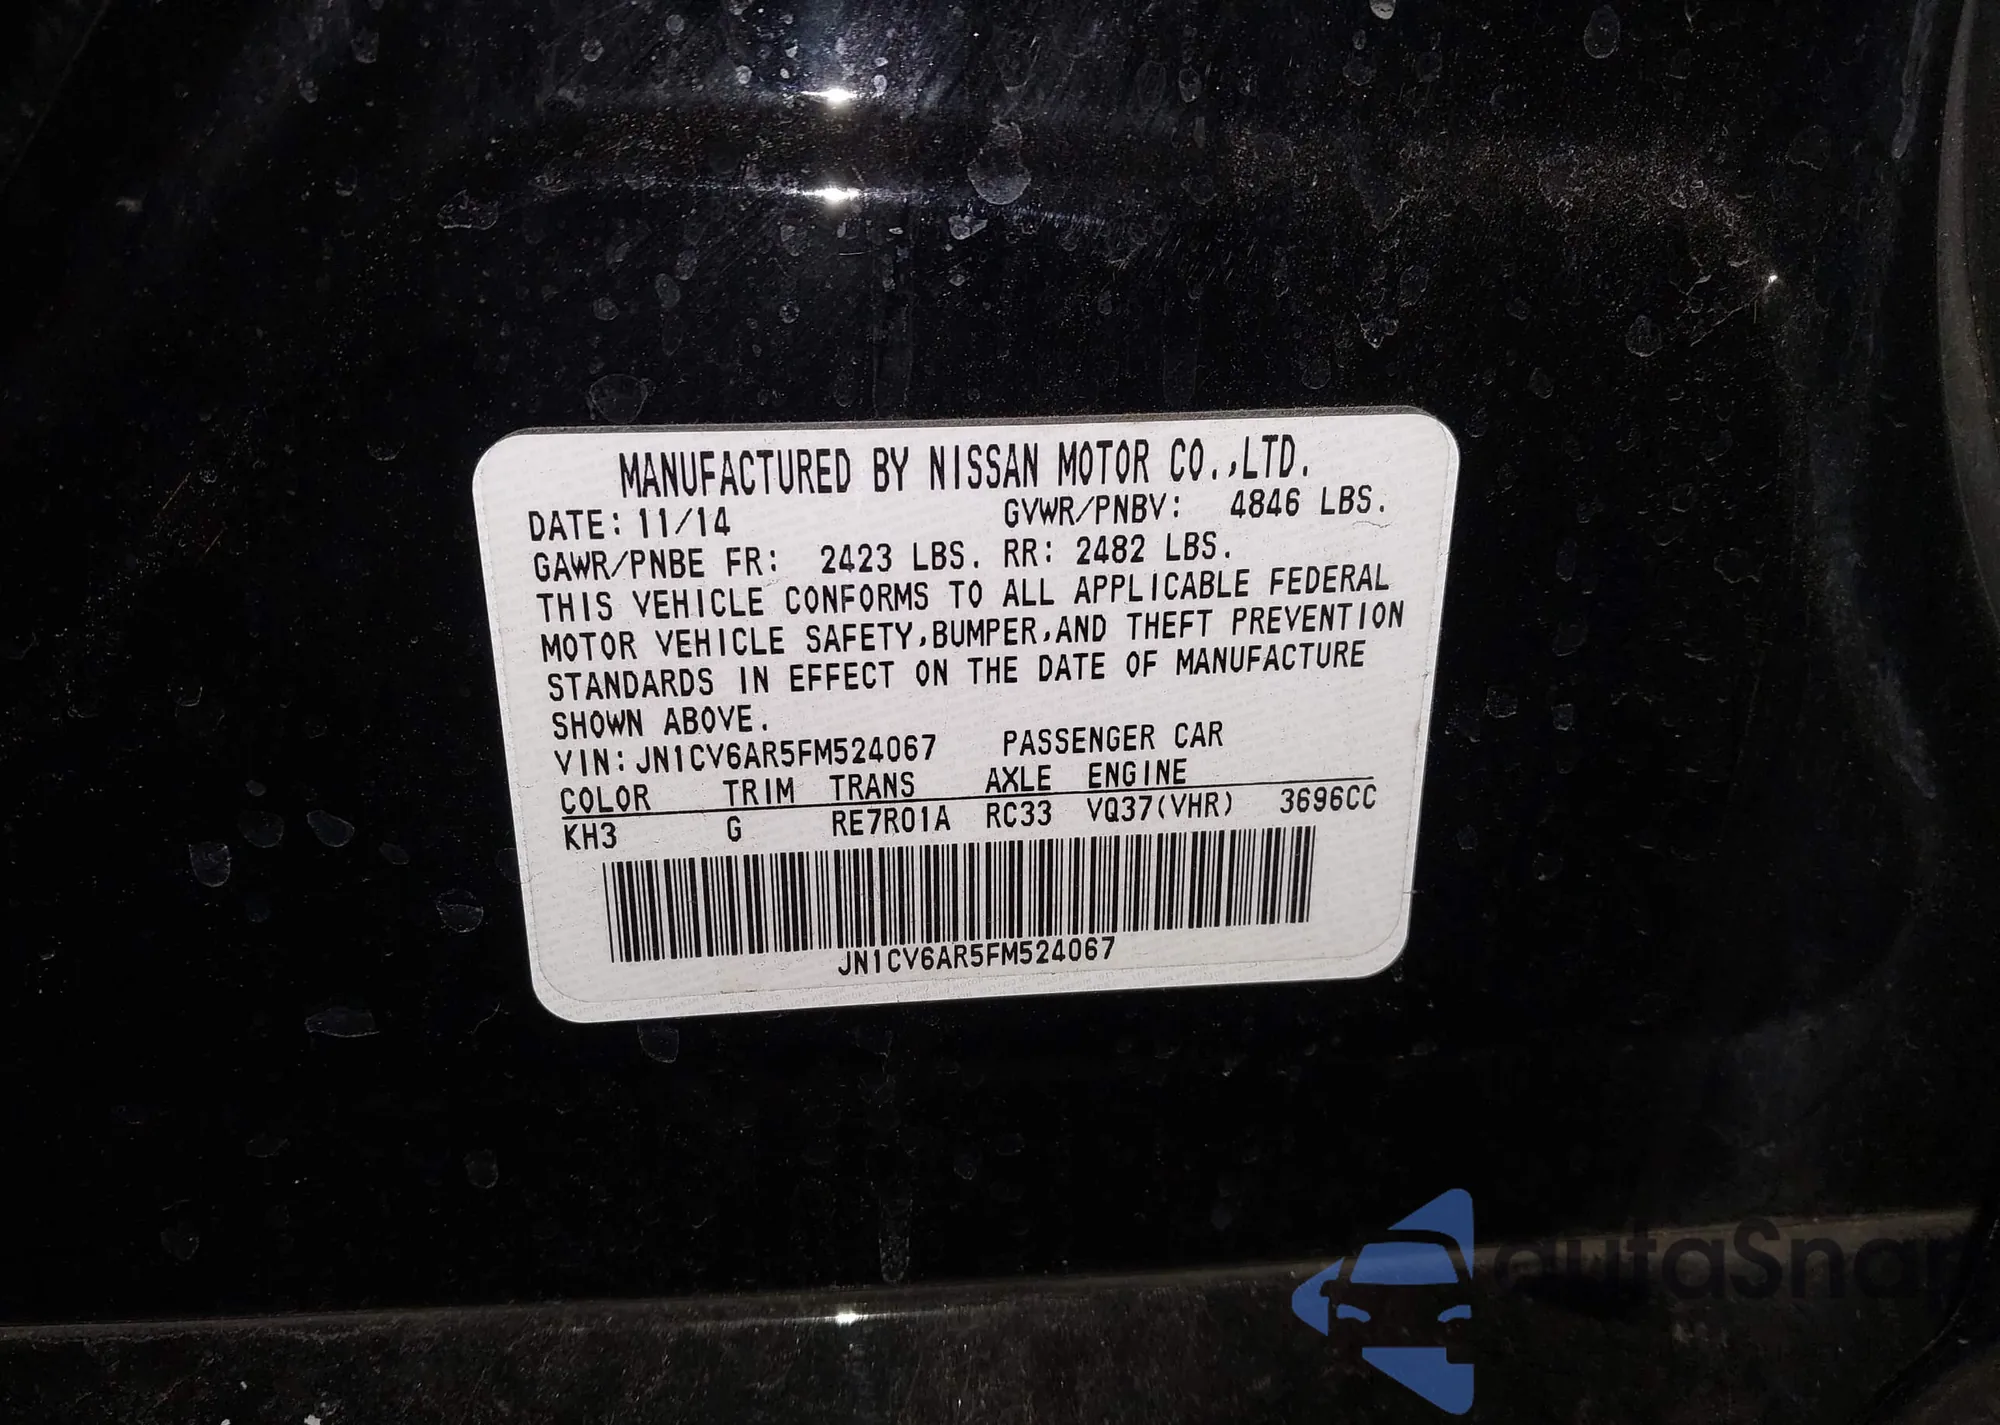 MANUFACTURED BY NISSAN MOTOR CO.,LTD.
DATE: 11/14 GVWR/PNBV: 4846 LBS.
GAWR/PNBE FR: 2423 LBS. RR: 2482 LBS.
THIS VEHICLE CONFORMS TO ALL APPLICABLE FEDERAL
MOTOR VEHICLE SAFETY,BUMPER,AND THEFT PREVENTION
STANDARDS IN EFFECT ON THE DATE OF MANUFACTURE
SHOWN ABOVE.
VIN: JN1CV6AR5FM524067 PASSENGER CAR
COLOR TRIM TRANS AXLE ENGINE
KH3 G RE7R01A RC33 VQ37(VHR) 3696CC
JN1CV6AR5FM524067